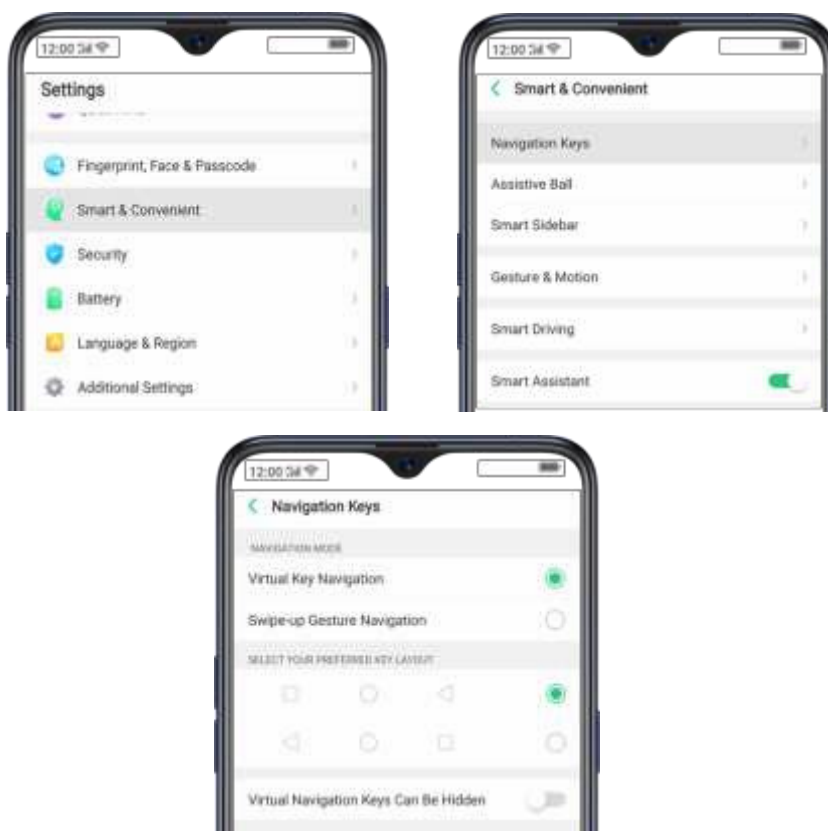 12:00
Settings
Fingerprint, Face & Passcode
Smart & Convenient
Security
Battery
Language & Region
Additional Settings
12:00
Smart & Convenient
Navigation Keys
Assistive Ball
Smart Sidebar
Gesture & Motion
Smart Driving
Smart Assistant
12:00
Navigation Keys
NAVIGATION MODE
Virtual Key Navigation
Swipe-up Gesture Navigation
SELECT YOUR PREFERRED KEY LAYOUT
Virtual Navigation Keys Can Be Hidden